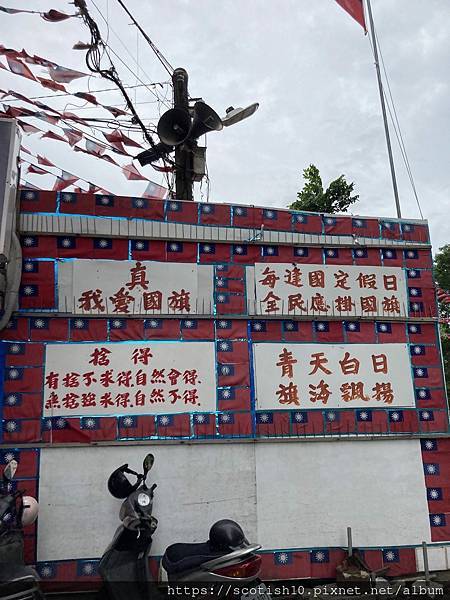 真
我愛國旗
每逢國定假日
全民應掛國旗
捨得
有捨不求得.自然會得.
無捨強求得.自然不得.
青天白日
旗海飄揚
https://scotish10.pixnet.net/album